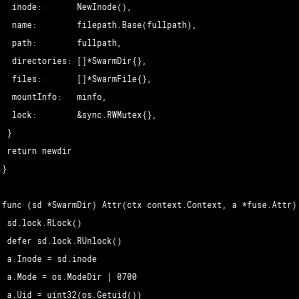 inode:       NewInode(),
name:        filepath.Base(fullpath),
path:        fullpath,
directories: []*SwarmDir{},
files:       []*SwarmFile{},
mountInfo:   minfo,
lock:        &sync.RWMutex{},
}
return newdir
}
func (sd *SwarmDir) Attr(ctx context.Context, a *fuse.Attr)
sd.lock.RLock()
defer sd.lock.RUnlock()
a.Inode = sd.inode
a.Mode = os.ModeDir | 0700
a.Uid = uint32(os.Getuid())